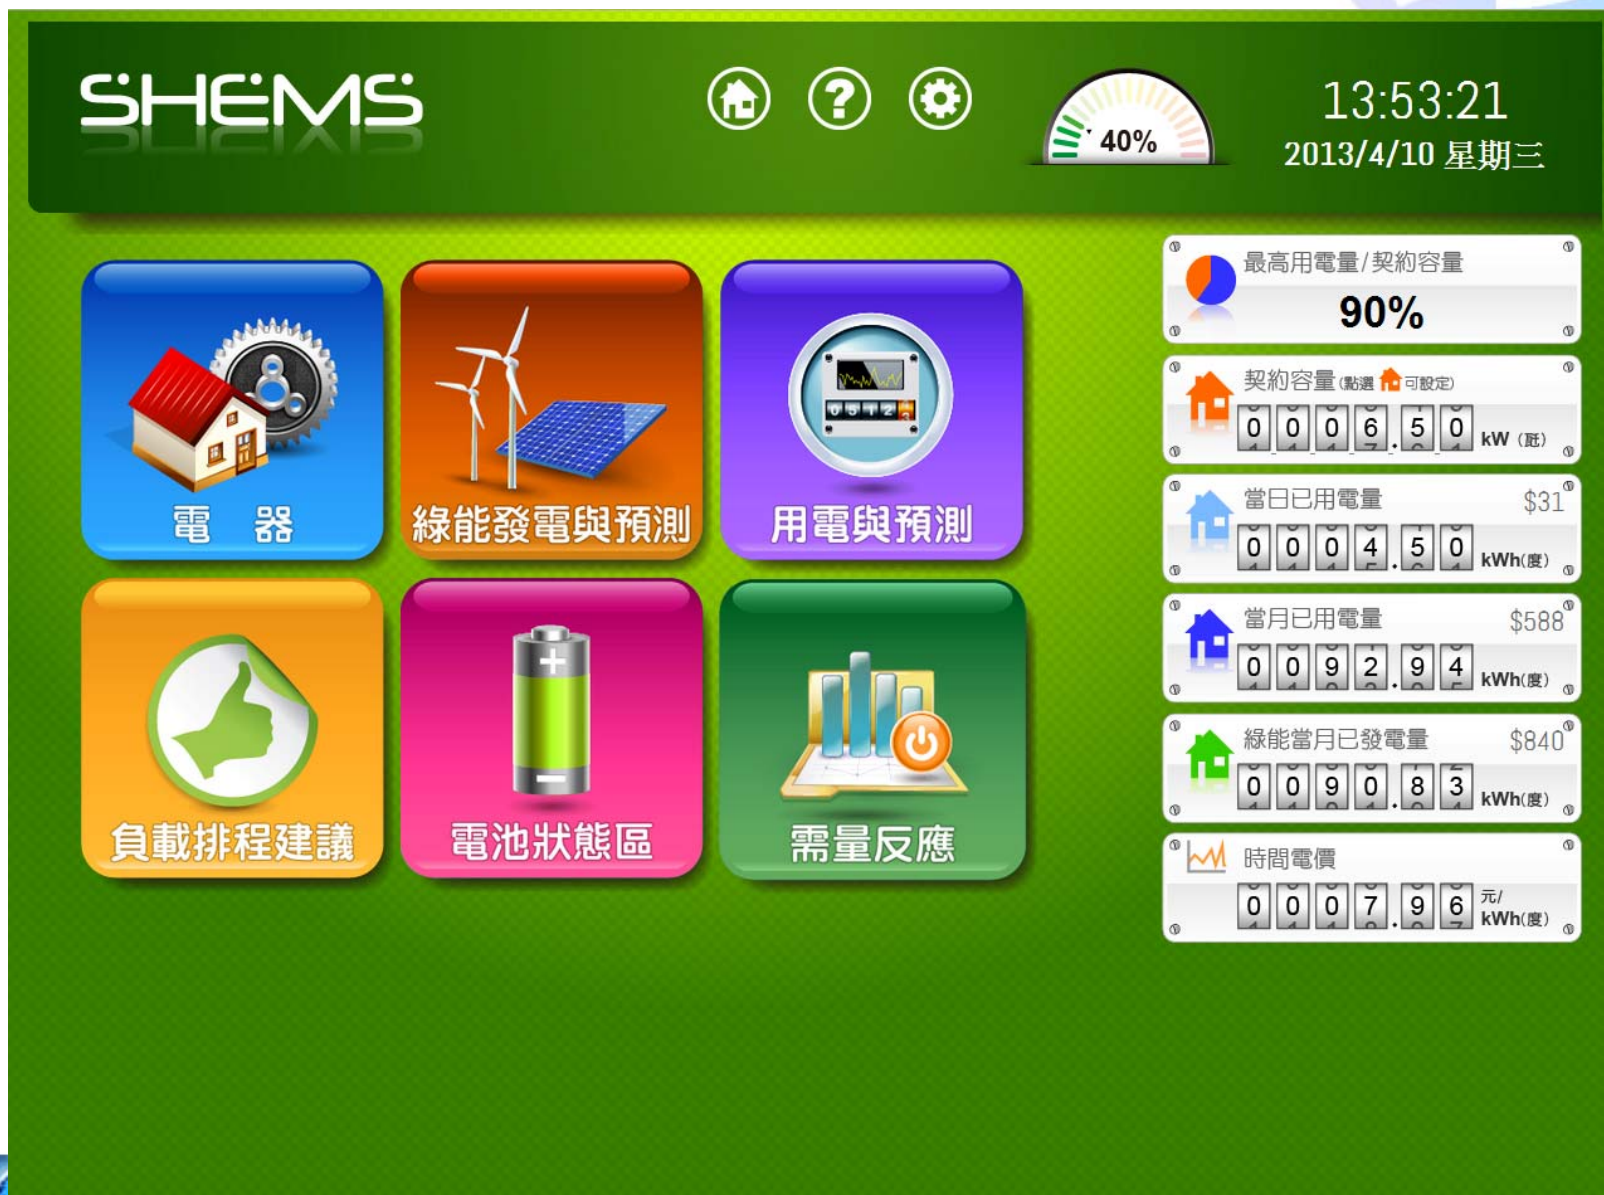 SHEMS
40%
13:53:21
2013/4/10 星期三
電 器
綠能發電與預測
0512
用電與預測
負載排程建議
電池狀態區
需量反應
最高用電量/契約容量
90%
契約容量(點選 可設定)
0006.50 kW (瓩)
當日已用電量 $31
0004.50 kWh(度)
當月已用電量 $588
0092.94 kWh(度)
綠能當月已發電量 $840
0090.83 kWh(度)
時間電價
0007.96 元/
kWh(度)